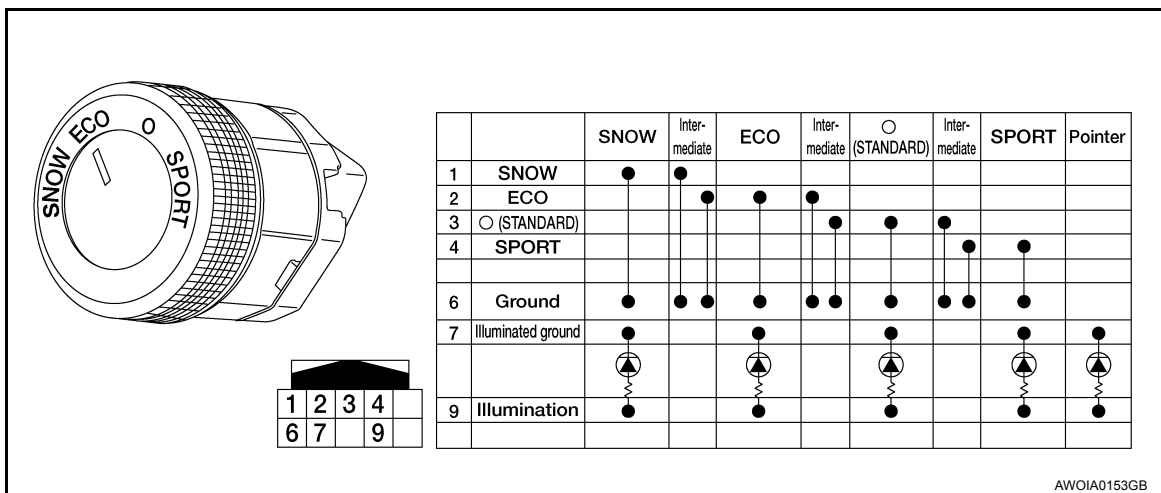 SNOW ECO O SPORT
SNOW Inter-mediate ECO Inter-mediate ○ (STANDARD) Inter-mediate SPORT Pointer
1 SNOW
2 ECO
3 ○ (STANDARD)
4 SPORT
6 Ground
7 Illuminated ground
9 Illumination
1 2 3 4
6 7 9
AWOIA0153GB